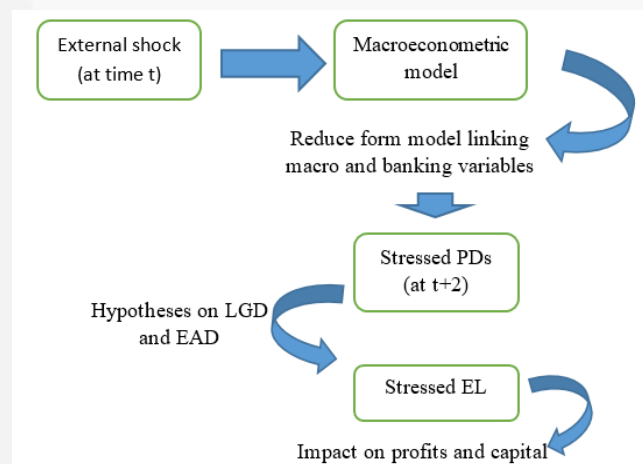 External shock
(at time t)
Macroeconometric
model
Reduce form model linking
macro and banking variables
Stressed PDs
(at t+2)
Hypotheses on LGD
and EAD
Stressed EL
Impact on profits and capital